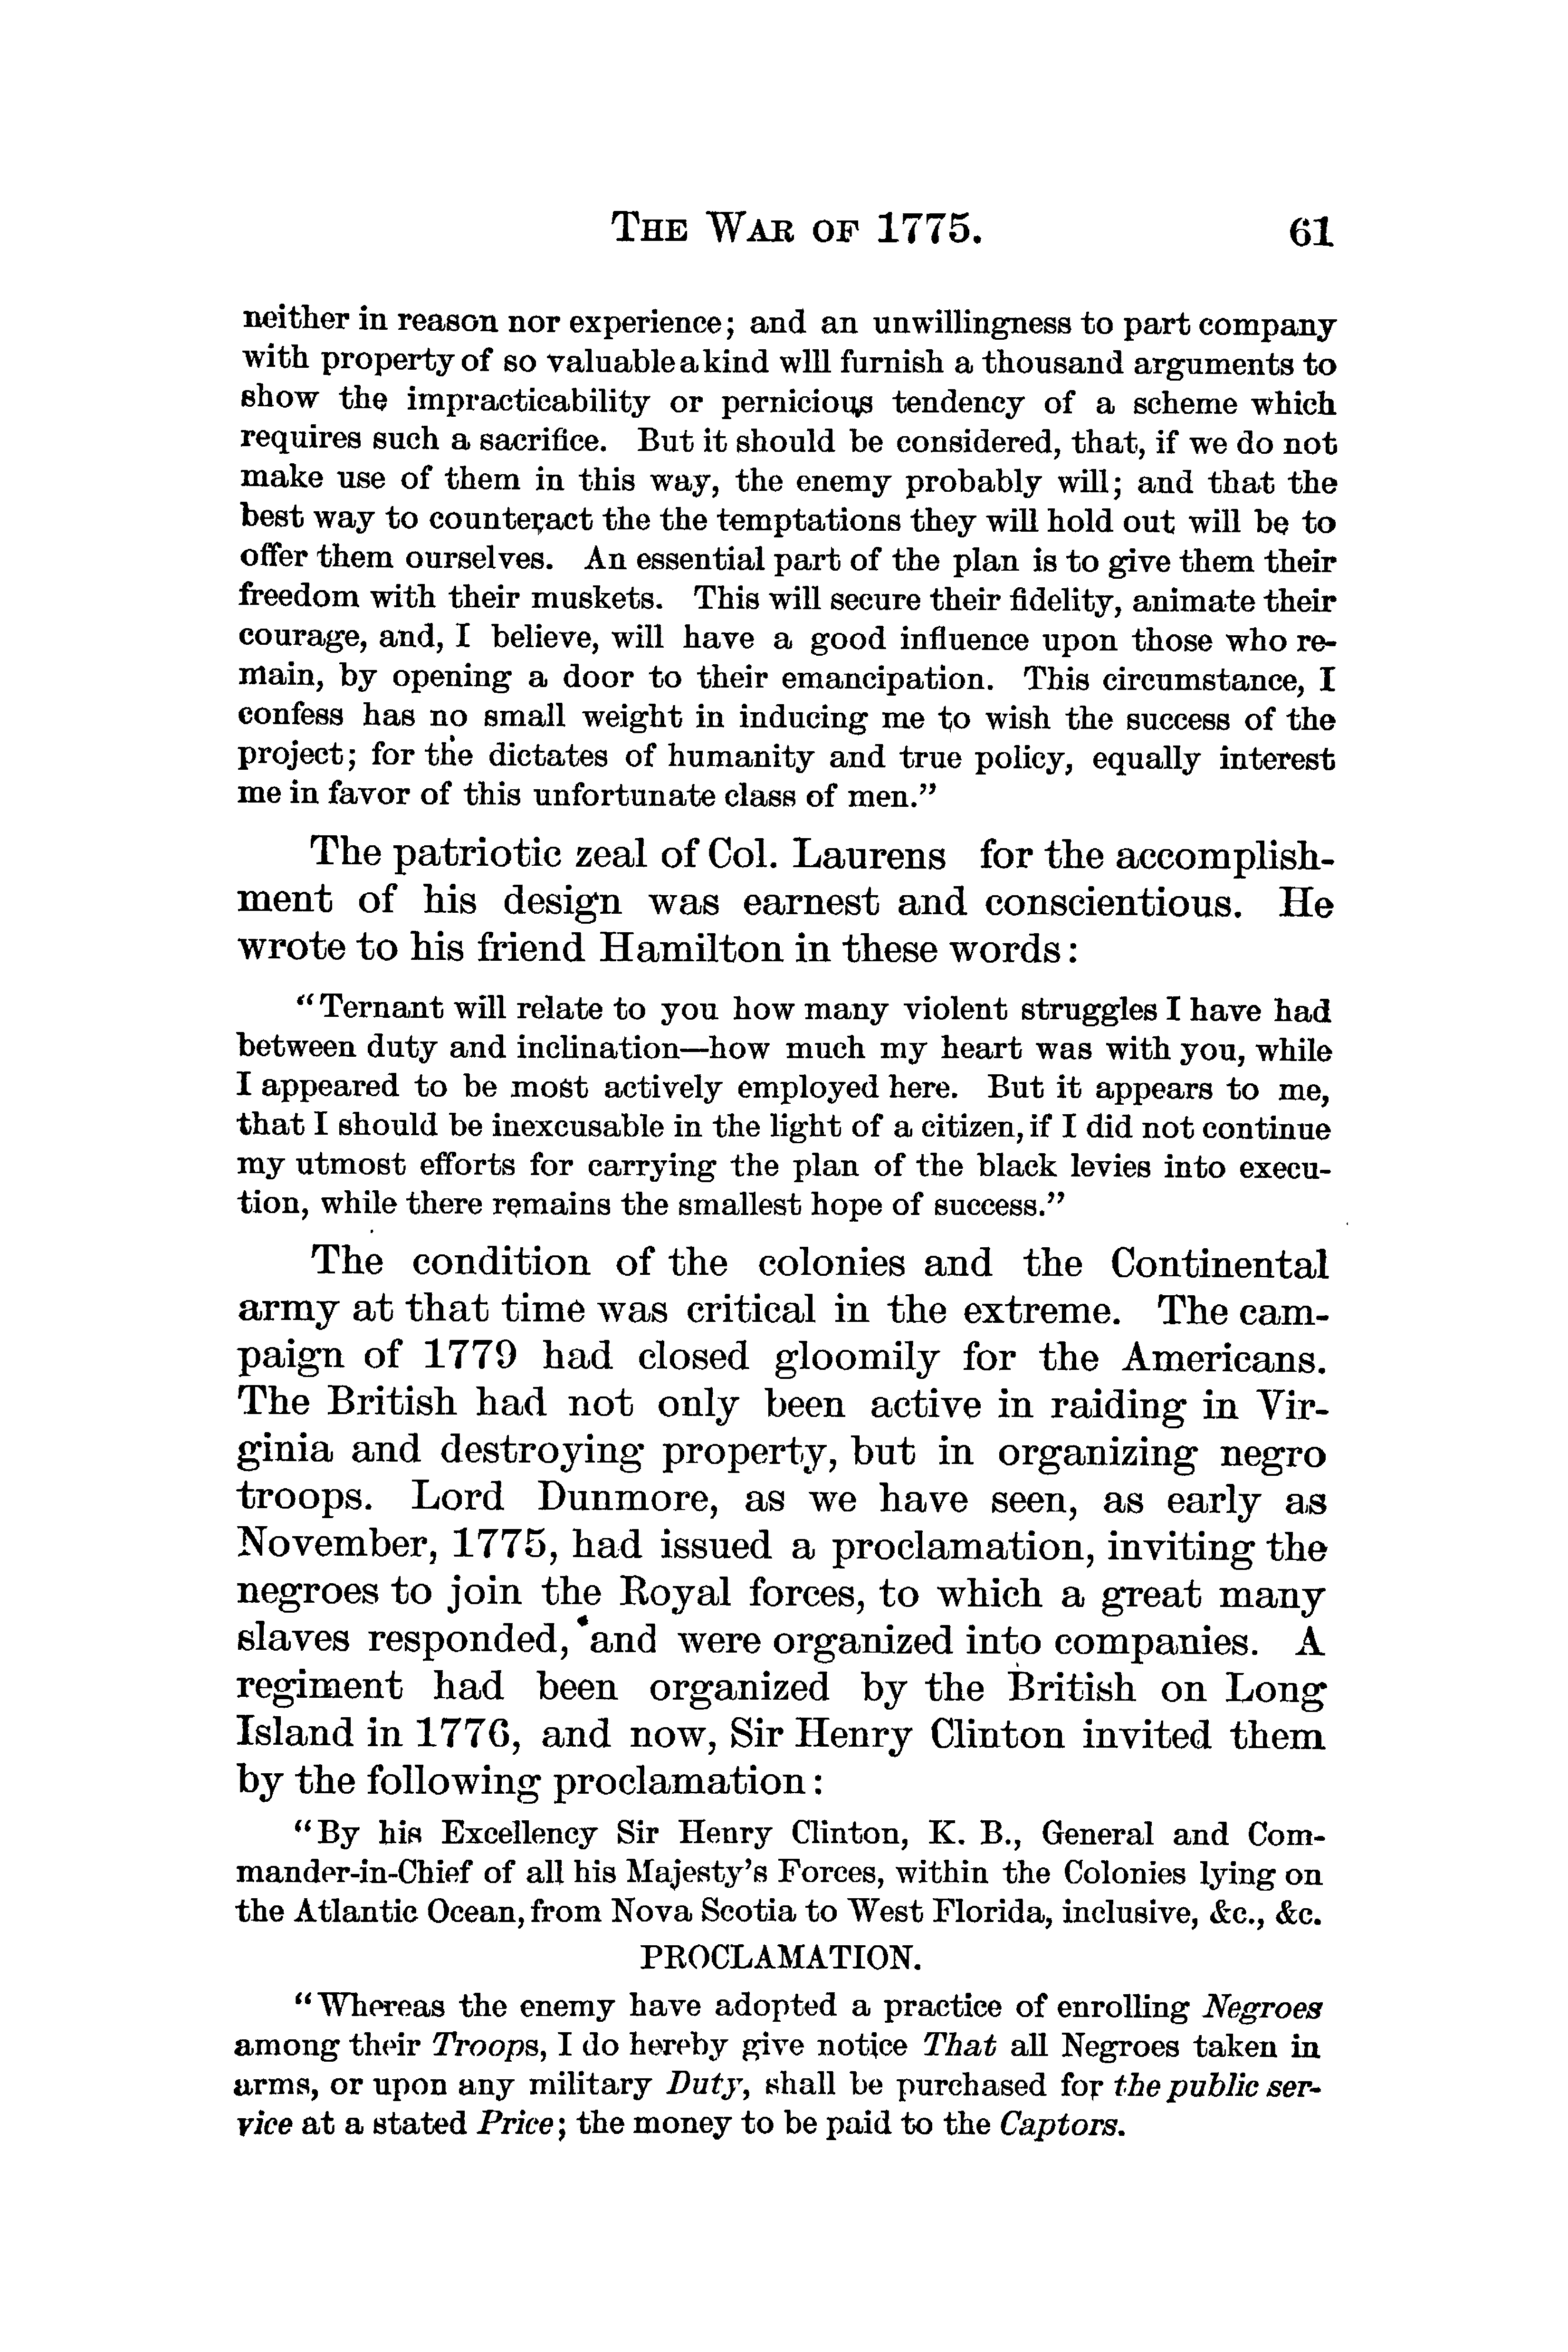 THE WAR OF 1775. 61
neither in reason nor experience; and an unwillingness to part company
with property of so valuable a kind wlll furnish a thousand arguments to
show the impracticability or pernicious tendency of a scheme which
requires such a sacrifice. But it should be considered, that, if we do not
make use of them in this way, the enemy probably will; and that the
best way to counteract the the temptations they will hold out will be to
offer them ourselves. An essential part of the plan is to give them their
freedom with their muskets. This will secure their fidelity, animate their
courage, and, I believe, will have a good influence upon those who re-
main, by opening a door to their emancipation. This circumstance, I
confess has no small weight in inducing me to wish the success of the
project; for the dictates of humanity and true policy, equally interest
me in favor of this unfortunate class of men.”
The patriotic zeal of Col. Laurens for the accomplish-
ment of his design was earnest and conscientious. He
wrote to his friend Hamilton in these words:
“Ternant will relate to you how many violent struggles I have had
between duty and inclination—how much my heart was with you, while
I appeared to be most actively employed here. But it appears to me,
that I should be inexcusable in the light of a citizen, if I did not continue
my utmost efforts for carrying the plan of the black levies into execu-
tion, while there remains the smallest hope of success.”
The condition of the colonies and the Continental
army at that time was critical in the extreme. The cam-
paign of 1779 had closed gloomily for the Americans.
The British had not only been active in raiding in Vir-
ginia and destroying property, but in organizing negro
troops. Lord Dunmore, as we have seen, as early as
November, 1775, had issued a proclamation, inviting the
negroes to join the Royal forces, to which a great many
slaves responded, and were organized into companies. A
regiment had been organized by the British on Long
Island in 1776, and now, Sir Henry Clinton invited them
by the following proclamation:
“By his Excellency Sir Henry Clinton, K. B., General and Com-
mander-in-Chief of all his Majesty’s Forces, within the Colonies lying on
the Atlantic Ocean, from Nova Scotia to West Florida, inclusive, &c., &c.
PROCLAMATION.
“Whereas the enemy have adopted a practice of enrolling Negroes
among their Troops, I do hereby give notice That all Negroes taken in
arms, or upon any military Duty, shall be purchased for the public ser-
vice at a stated Price; the money to be paid to the Captors.